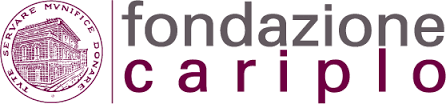 TVTE SERVARE MVNIFICE DONARE
fondazione
cariplo